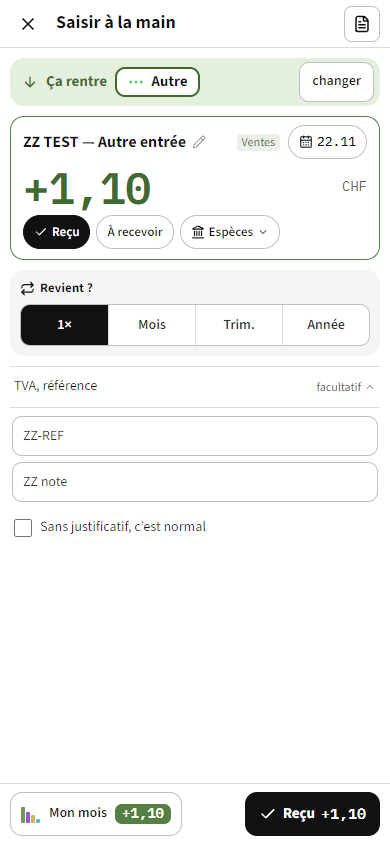 Saisir à la main
Ça rentre ··· Autre changer
ZZ TEST — Autre entrée Ventes 22.11
+1,10 CHF
Reçu À recevoir Espèces
Revient ?
1× Mois Trim. Année
TVA, référence facultatif
ZZ-REF
ZZ note
Sans justificatif, c'est normal
Mon mois +1,10 Reçu +1,10